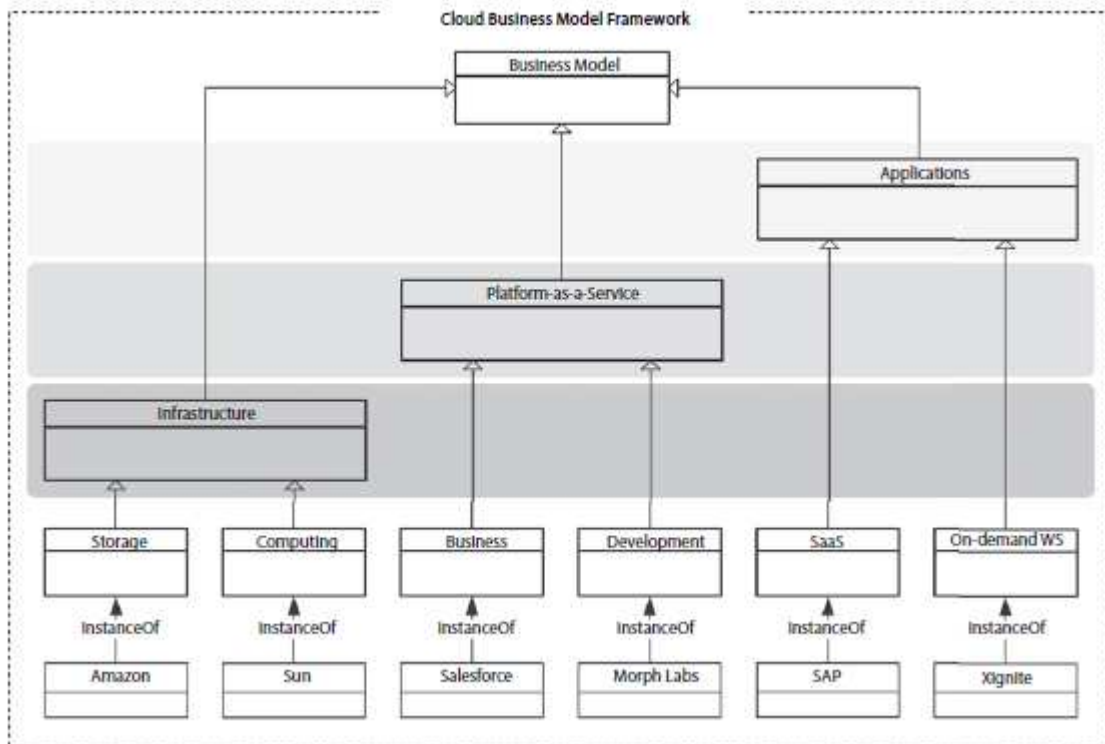 Cloud Business Model Framework
Business Model
Applications
Platform-as-a-Service
Infrastructure
Storage
Computing
Business
Development
SaaS
On-demand WS
InstanceOf
InstanceOf
InstanceOf
InstanceOf
InstanceOf
InstanceOf
Amazon
Sun
Salesforce
Morph Labs
SAP
Xignite